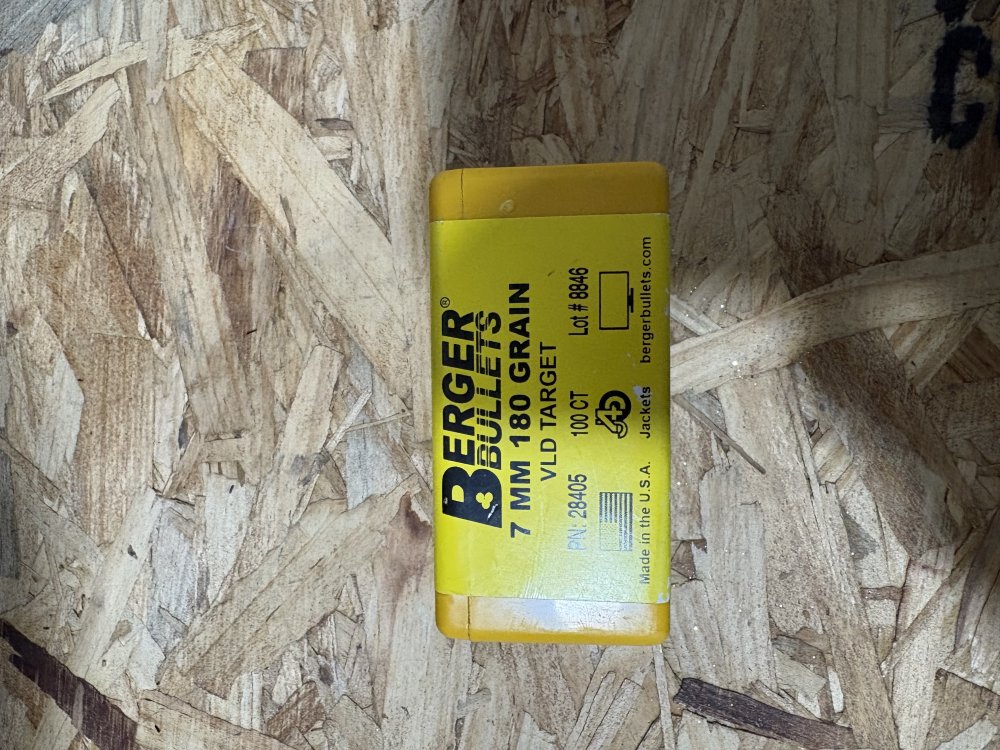 BERGER®
BULLETS
7 MM 180 GRAIN
VLD TARGET
PN: 28405 100 CT Lot # 8846
J4
Made in the U.S.A. Jackets bergerbullets.com
C